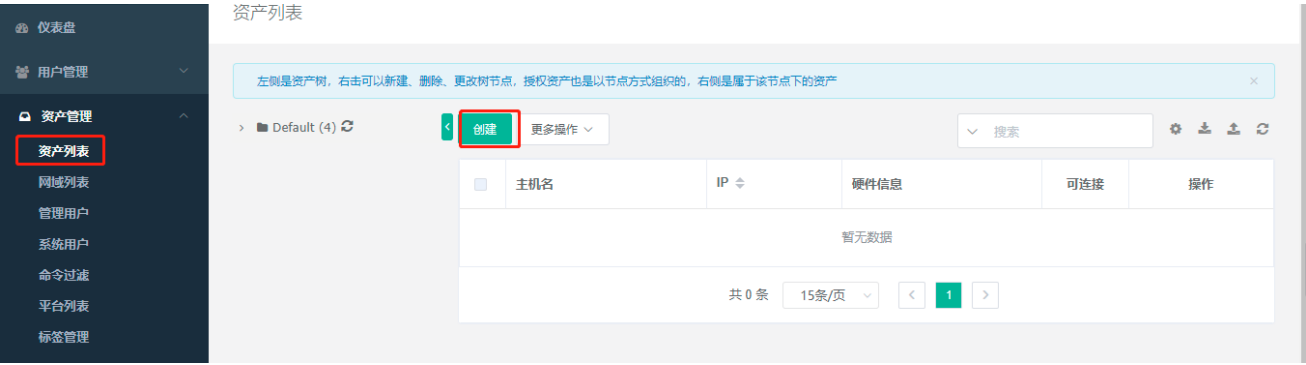 资产列表
仪表盘
用户管理
资产管理
资产列表
网域列表
管理用户
系统用户
命令过滤
平台列表
标签管理
左侧是资产树，右击可以新建、删除、更改树节点，授权资产也是以节点方式组织的，右侧是属于该节点下的资产
Default (4)
创建 更多操作 搜索
主机名 IP 硬件信息 可连接 操作
暂无数据
共 0 条 15条/页 1